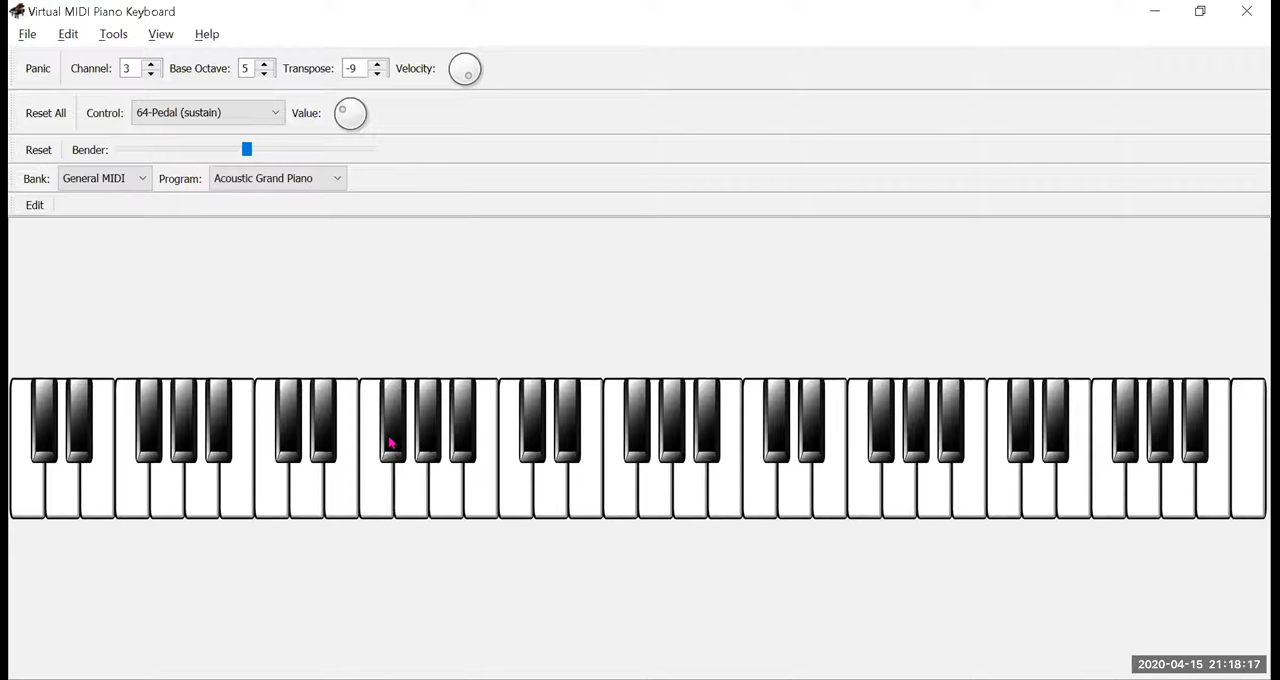 Virtual MIDI Piano Keyboard
File Edit Tools View Help
Panic Channel: 3 Base Octave: 5 Transpose: -9 Velocity:
Reset All Control: 64-Pedal (sustain) Value:
Reset Bender:
Bank: General MIDI Program: Acoustic Grand Piano
Edit
2020-04-15 21:18:17